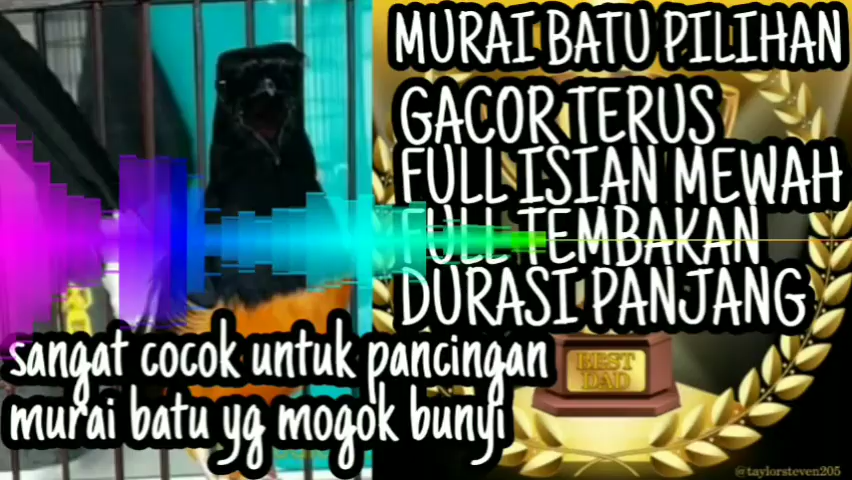 MURAI BATU PILIHAN
GACOR TERUS
FULL ISIAN MEWAH
FULL TEMBAKAN
DURASI PANJANG
sangat cocok untuk pancingan
murai batu yg mogok bunyi
BEST
DAD
@taylorsteven205